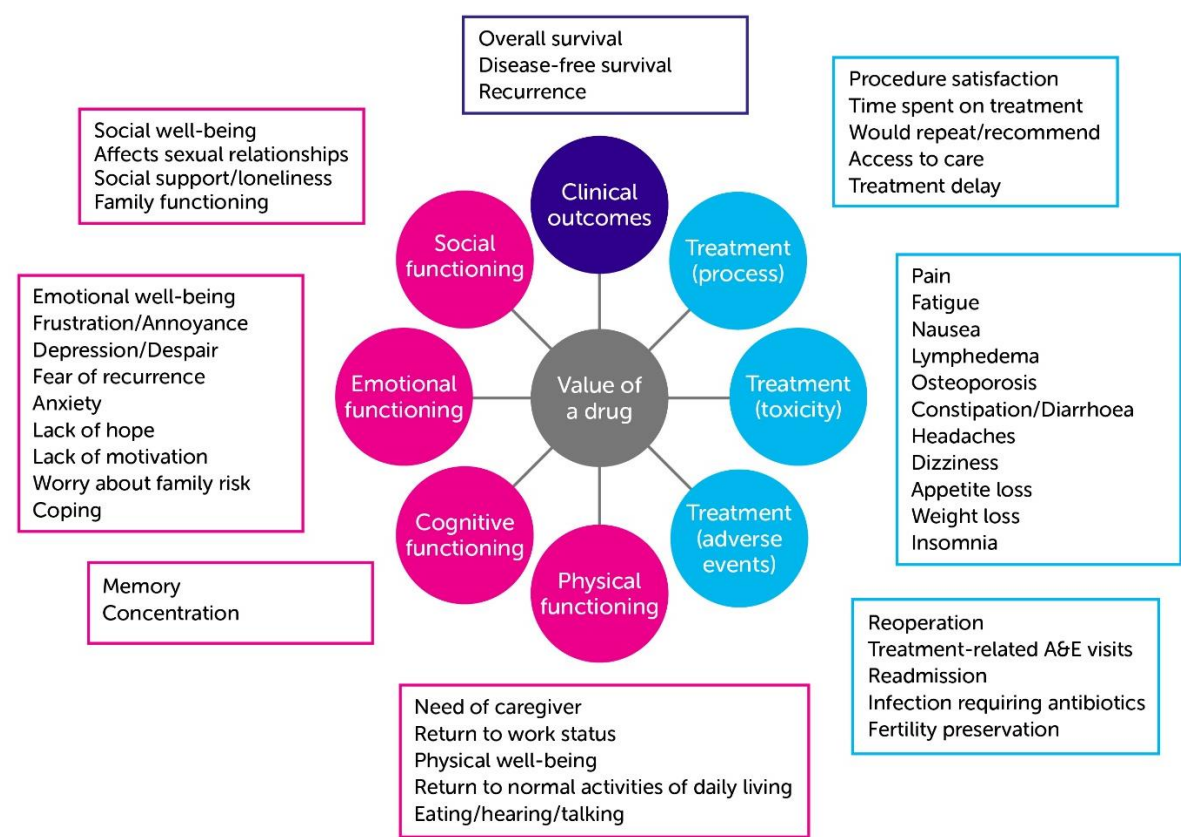 Overall survival
Disease-free survival
Recurrence
Procedure satisfaction
Time spent on treatment
Would repeat/recommend
Access to care
Treatment delay
Social well-being
Affects sexual relationships
Social support/loneliness
Family functioning
Clinical
outcomes
Social
functioning
Treatment
(process)
Emotional well-being
Frustration/Annoyance
Depression/Despair
Fear of recurrence
Anxiety
Lack of hope
Lack of motivation
Worry about family risk
Coping
Emotional
functioning
Value of
a drug
Treatment
(toxicity)
Pain
Fatigue
Nausea
Lymphedema
Osteoporosis
Constipation/Diarrhoea
Headaches
Dizziness
Appetite loss
Weight loss
Insomnia
Cognitive
functioning
Treatment
(adverse
events)
Physical
functioning
Memory
Concentration
Reoperation
Treatment-related A&E visits
Readmission
Infection requiring antibiotics
Fertility preservation
Need of caregiver
Return to work status
Physical well-being
Return to normal activities of daily living
Eating/hearing/talking